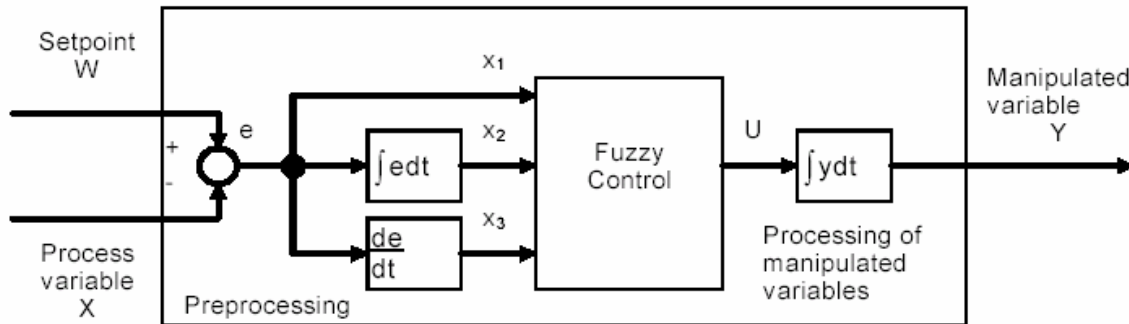 Setpoint
W
+
-
e
x₁
x₂
x₃
∫edt
de
dt
Fuzzy
Control
U
∫ydt
Manipulated
variable
Y
Process
variable
X
Preprocessing
Processing of
manipulated
variables